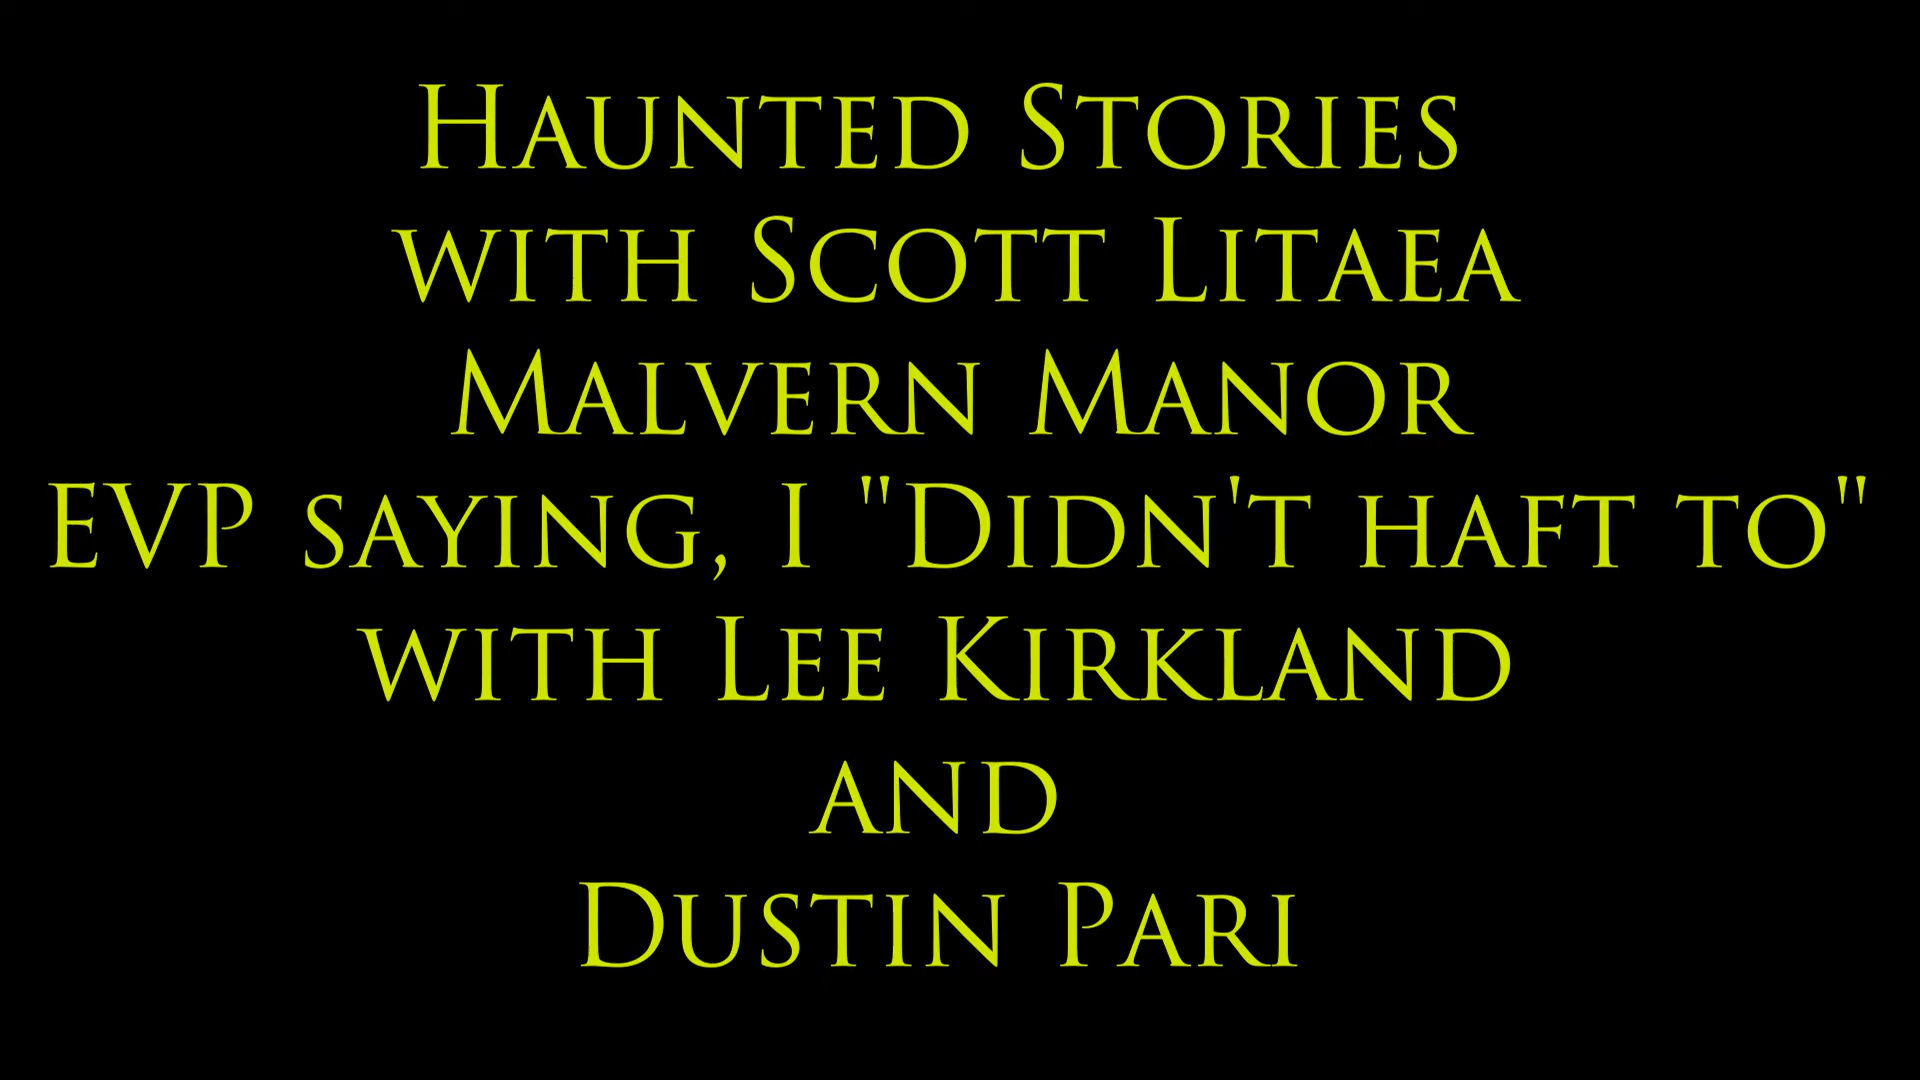 Haunted Stories
with Scott Litaea
Malvern Manor
EVP saying, I "Didn't haft to"
with Lee Kirkland
and
Dustin Pari